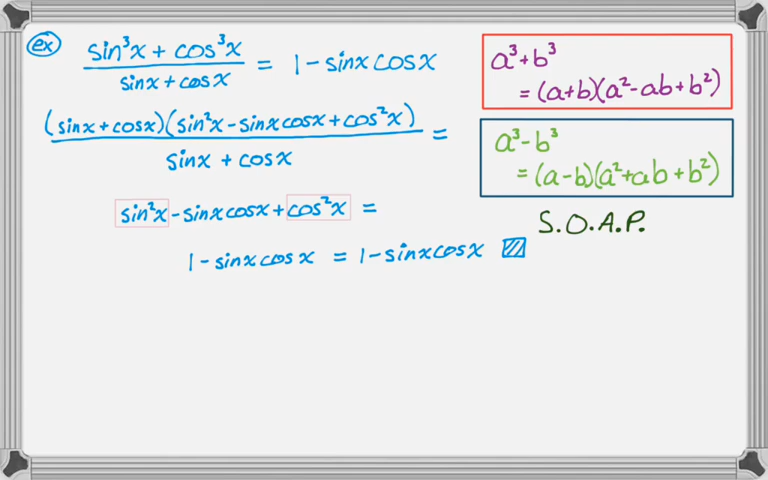 ex sin³x + cos³x / sinx + cosx = 1 - sinx cosx
(sinx + cosx)(sin²x - sinx cosx + cos²x) / sinx + cosx =
sin²x - sinx cosx + cos²x =
1 - sinx cosx = 1 - sinx cosx
a³ + b³
= (a+b)(a² - ab + b²)
a³ - b³
= (a-b)(a² + ab + b²)
S.O.A.P.